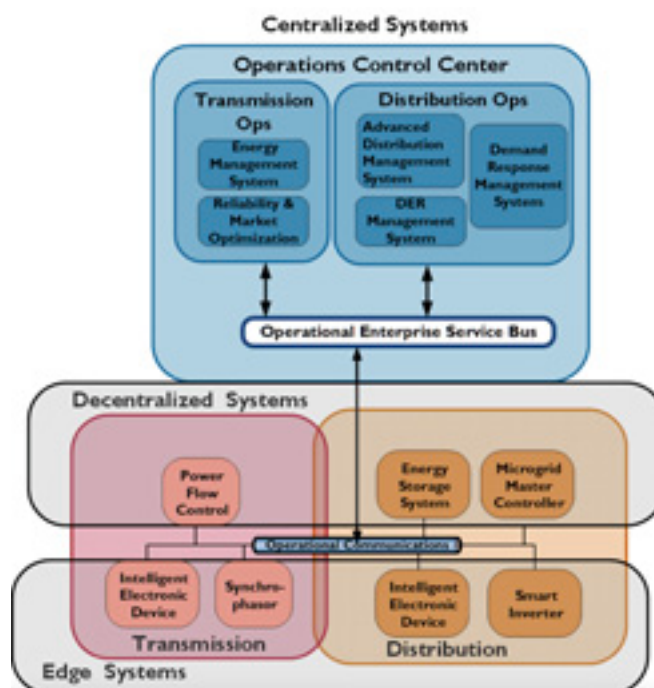 Centralized Systems
Operations Control Center
Transmission
Ops
Energy
Management
System
Reliability &
Market
Optimization
Distribution Ops
Advanced
Distribution
Management
System
DER
Management
System
Demand
Response
Management
System
Operational Enterprise Service Bus
Decentralized Systems
Power
Flow
Control
Energy
Storage
System
Microgrid
Master
Controller
Operational Communications
Intelligent
Electronic
Device
Synchro-
phasor
Intelligent
Electronic
Device
Smart
Inverter
Transmission
Distribution
Edge Systems